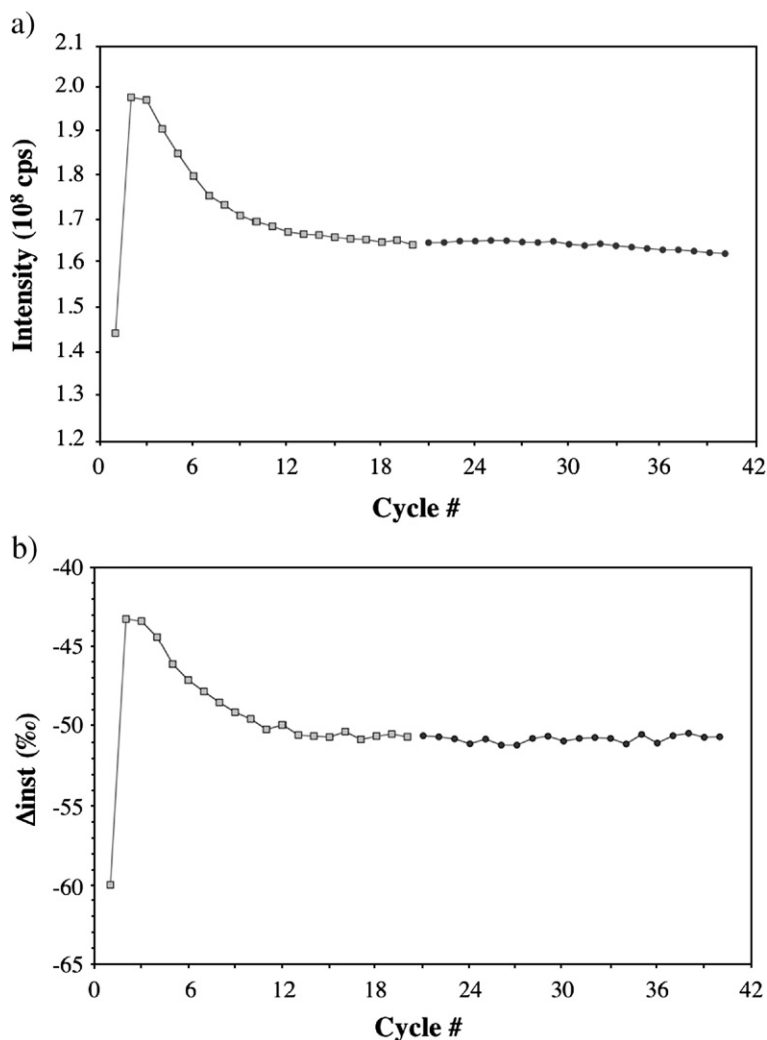 a)
2.1
2.0
1.9
1.8
1.7
1.6
1.5
1.4
1.3
1.2
Intensity (10⁸ cps)
0 6 12 18 24 30 36 42
Cycle #
b)
-40
-45
-50
-55
-60
-65
Δinst (‰)
0 6 12 18 24 30 36 42
Cycle #